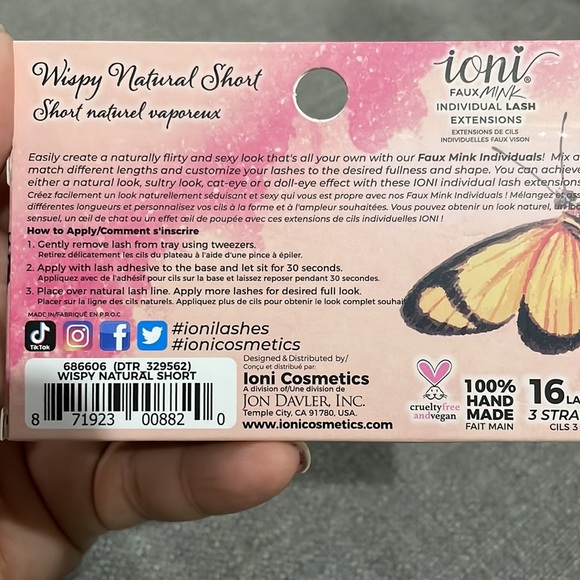 Wispy Natural Short
Short naturel vaporeux
ioni®
FAUX MINK
INDIVIDUAL LASH
EXTENSIONS
EXTENSIONS DE CILS
INDIVIDUELLES FAUX VISON
Easily create a naturally flirty and sexy look that's all your own with our Faux Mink Individuals! Mix a
match different lengths and customize your lashes to the desired fullness and shape. You can achieve
either a natural look, sultry look, cat-eye or a doll-eye effect with these IONI individual lash extensions
Créez facilement un look naturellement séduisant et sexy qui vous est propre avec nos Faux Mink Individuals ! Mélangez
différentes longueurs et personnalisez vos cils à la forme et à l'ampleur souhaitées. Vous pouvez obtenir un look naturel,
sensuel, un œil de chat ou un effet œil de poupée avec ces extensions de cils individuelles IONI !
How to Apply/Comment s'inscrire
1. Gently remove lash from tray using tweezers.
Retirez délicatement les cils du plateau à l'aide d'une pince à épiler.
2. Apply with lash adhesive to the base and let sit for 30 seconds.
Appliquez avec de l'adhésif pour cils sur la base et laissez reposer pendant 30 secondes.
3. Place over natural lash line. Apply more lashes for desired full look.
Placer sur la ligne des cils naturels. Appliquez plus de cils pour obtenir le look complet souhai
MADE IN/FABRIQUÉ EN P.R.O.C
TikTok
#ionilashes
#ionicosmetics
686606 (DTR_329562)
WISPY NATURAL SHORT
8 71923 00882 0
Designed & Distributed by/
Conçu et distribué par:
Ioni Cosmetics
A division of/Une division de
JON DAVLER, INC.
Temple City, CA 91780, USA.
www.ionicosmetics.com
crueltyfree
andvegan
100%
HAND
MADE
FAIT MAIN
16 LA
3 STRA
CILS 3